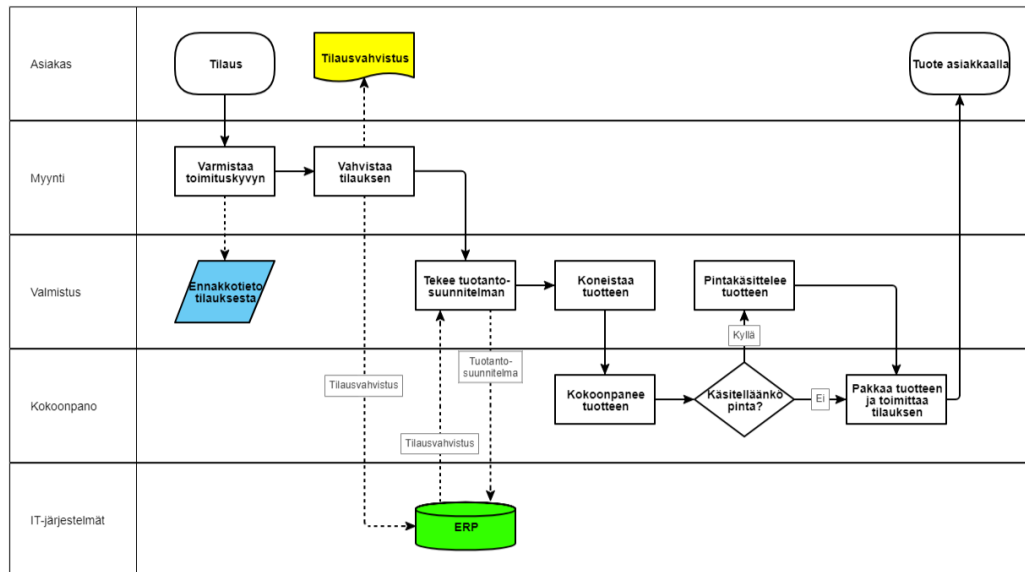 Asiakas
Tilaus
Tilausvahvistus
Tuote asiakkaalla
Myynti
Varmistaa
toimituskyvyn
Vahvistaa
tilauksen
Valmistus
Ennakkotieto
tilauksesta
Tekee tuotanto-
suunnitelman
Koneistaa
tuotteen
Pintakäsittelee
tuotteen
Kyllä
Tuotanto-
suunnitelma
Tilausvahvistus
Kokoonpano
Kokoonpanee
tuotteen
Käsitelläänkö
pinta?
Ei
Pakkaa tuotteen
ja toimittaa
tilauksen
Tilausvahvistus
IT-järjestelmät
ERP